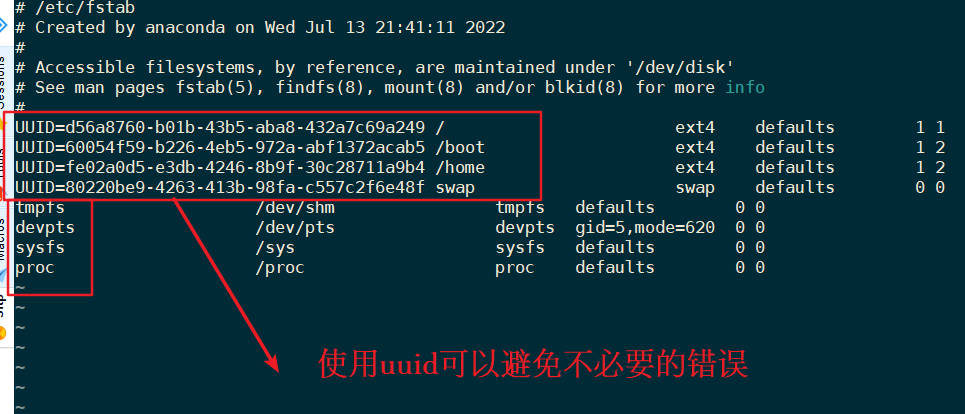 # /etc/fstab
# Created by anaconda on Wed Jul 13 21:41:11 2022
#
# Accessible filesystems, by reference, are maintained under '/dev/disk'
# See man pages fstab(5), findfs(8), mount(8) and/or blkid(8) for more info
#
UUID=d56a8760-b01b-43b5-aba8-432a7c69a249 / ext4 defaults 1 1
UUID=60054f59-b226-4eb5-972a-abf1372acab5 /boot ext4 defaults 1 2
UUID=fe02a0d5-e3db-4246-8b9f-30c28711a9b4 /home ext4 defaults 1 2
UUID=80220be9-4263-413b-98fa-c557c2f6e48f swap swap defaults 0 0
tmpfs /dev/shm tmpfs defaults 0 0
devpts /dev/pts devpts gid=5,mode=620 0 0
sysfs /sys sysfs defaults 0 0
proc /proc proc defaults 0 0
~
~
~
~
使用uuid可以避免不必要的错误
~
~
~
Macros